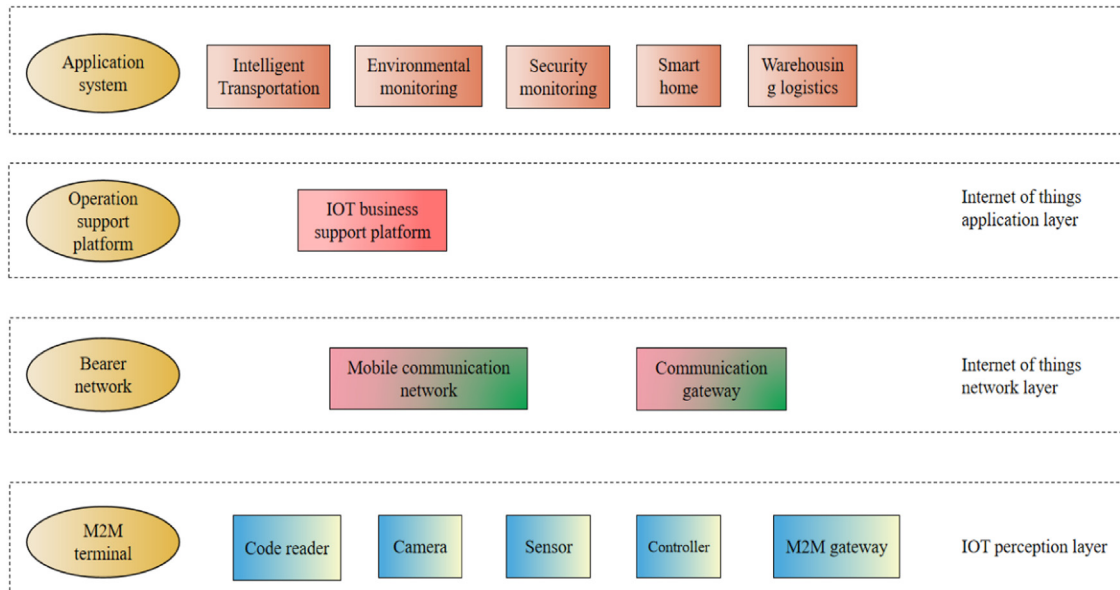 Application
system
Intelligent
Transportation
Environmental
monitoring
Security
monitoring
Smart
home
Warehousin
g logistics
Operation
support
platform
IOT business
support platform
Internet of things
application layer
Bearer
network
Mobile communication
network
Communication
gateway
Internet of things
network layer
M2M
terminal
Code reader
Camera
Sensor
Controller
M2M gateway
IOT perception layer